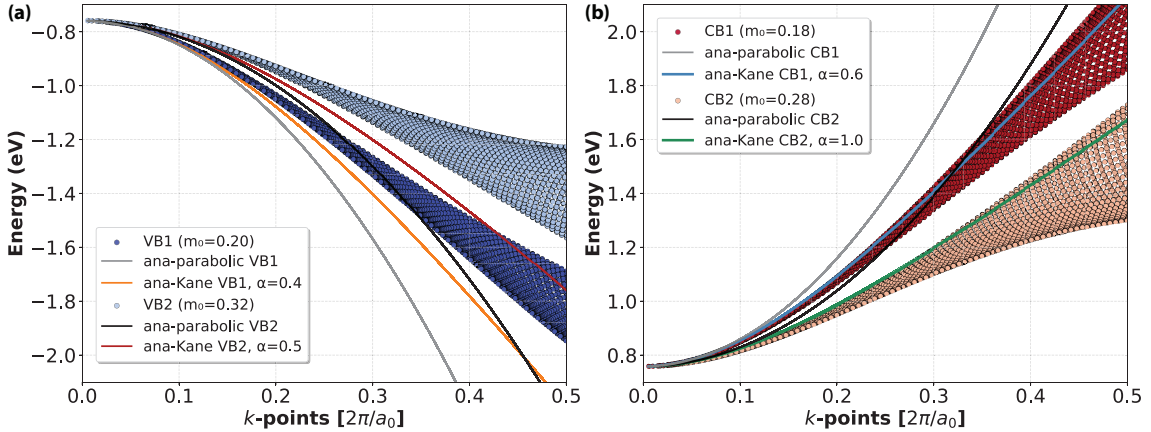 (a)
Energy (eV)
−0.8
−1.0
−1.2
−1.4
−1.6
−1.8
−2.0
VB1 (m₀=0.20)
ana-parabolic VB1
ana-Kane VB1, α=0.4
VB2 (m₀=0.32)
ana-parabolic VB2
ana-Kane VB2, α=0.5
0.0 0.1 0.2 0.3 0.4 0.5
k-points [2π/a₀]
(b)
Energy (eV)
2.0
1.8
1.6
1.4
1.2
1.0
0.8
CB1 (m₀=0.18)
ana-parabolic CB1
ana-Kane CB1, α=0.6
CB2 (m₀=0.28)
ana-parabolic CB2
ana-Kane CB2, α=1.0
0.0 0.1 0.2 0.3 0.4 0.5
k-points [2π/a₀]